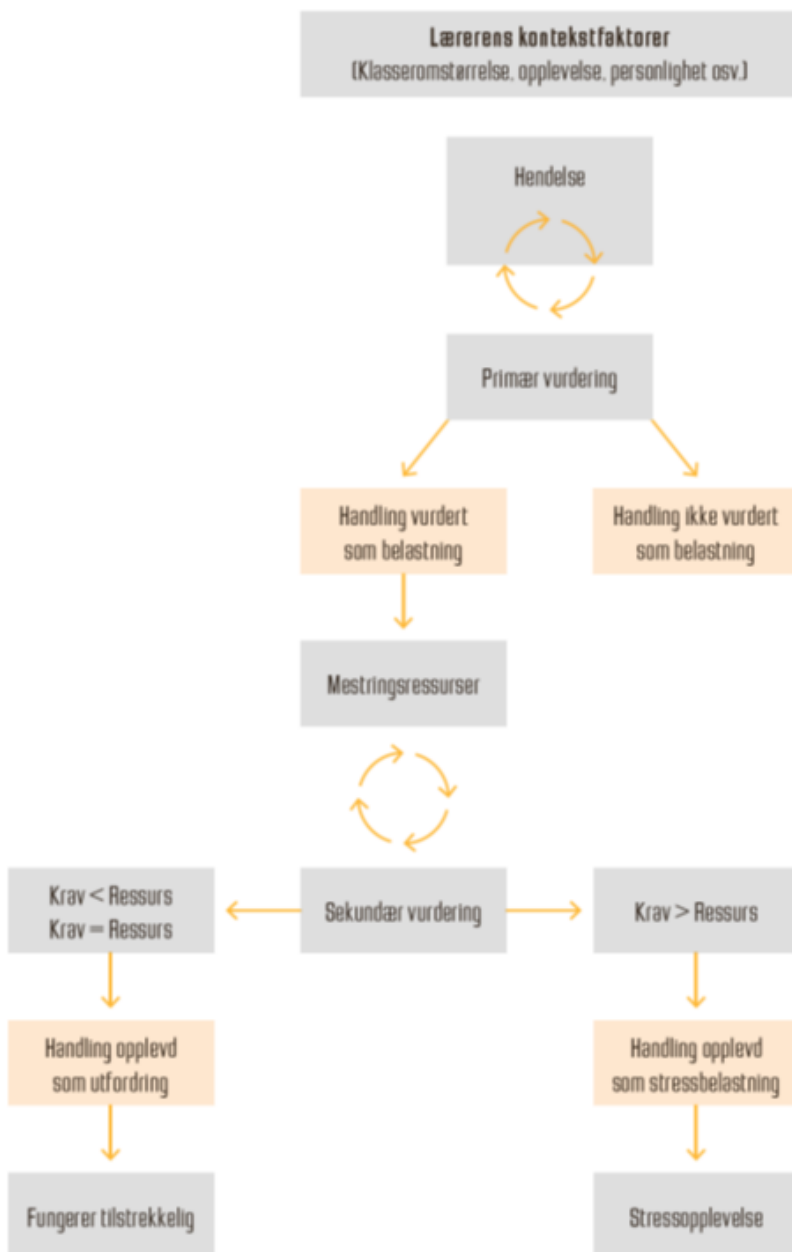 Lærerens kontekstfaktorer
(Klasseromstørrelse, opplevelse, personlighet osv.)
Hendelse
Primær vurdering
Handling vurdert
som belastning
Handling ikke vurdert
som belastning
Mestringsressurser
Krav < Ressurs
Krav = Ressurs
Sekundær vurdering
Krav > Ressurs
Handling opplevd
som utfordring
Handling opplevd
som stressbelastning
Fungerer tilstrekkelig
Stressopplevelse